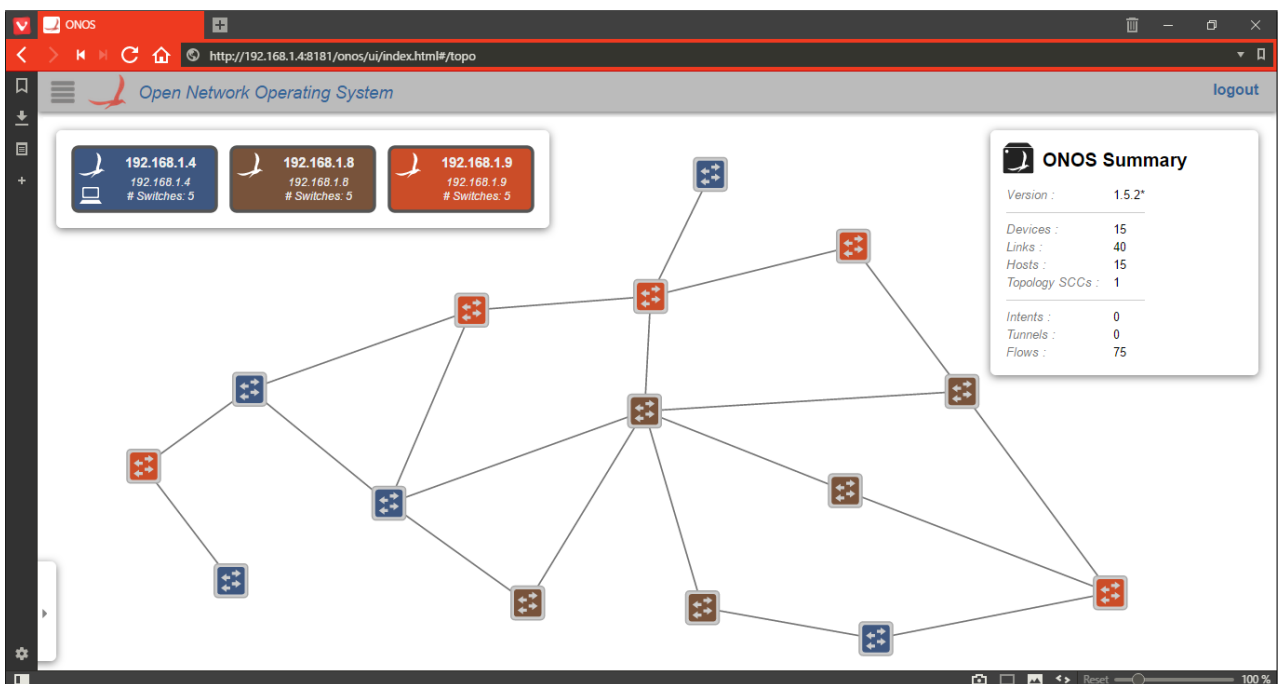 ONOS
http://192.168.1.4:8181/onos/ui/index.html#/topo
Open Network Operating System
logout
192.168.1.4
192.168.1.4
# Switches: 5
192.168.1.8
192.168.1.8
# Switches: 5
192.168.1.9
192.168.1.9
# Switches: 5
ONOS Summary
Version : 1.5.2*
Devices : 15
Links : 40
Hosts : 15
Topology SCCs : 1
Intents : 0
Tunnels : 0
Flows : 75
Reset 100 %